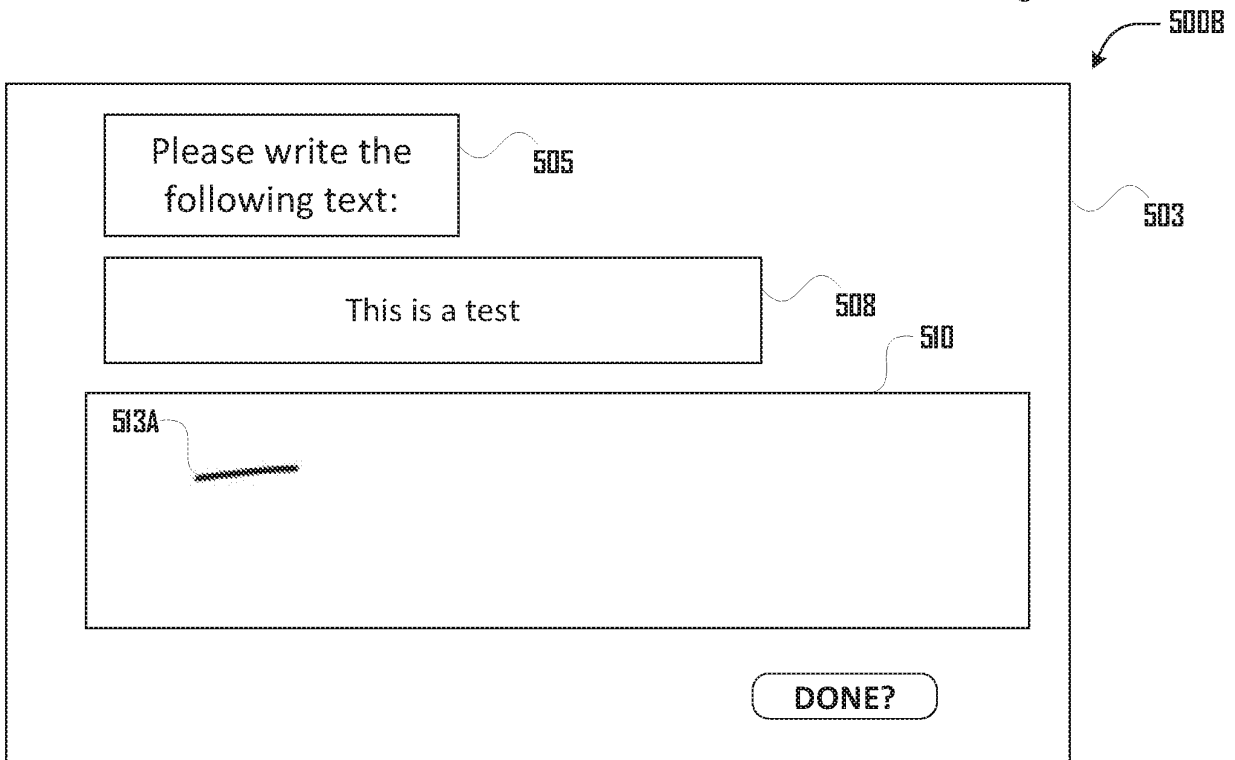 500B
Please write the
following text:
505
503
This is a test
508
510
513A
DONE?